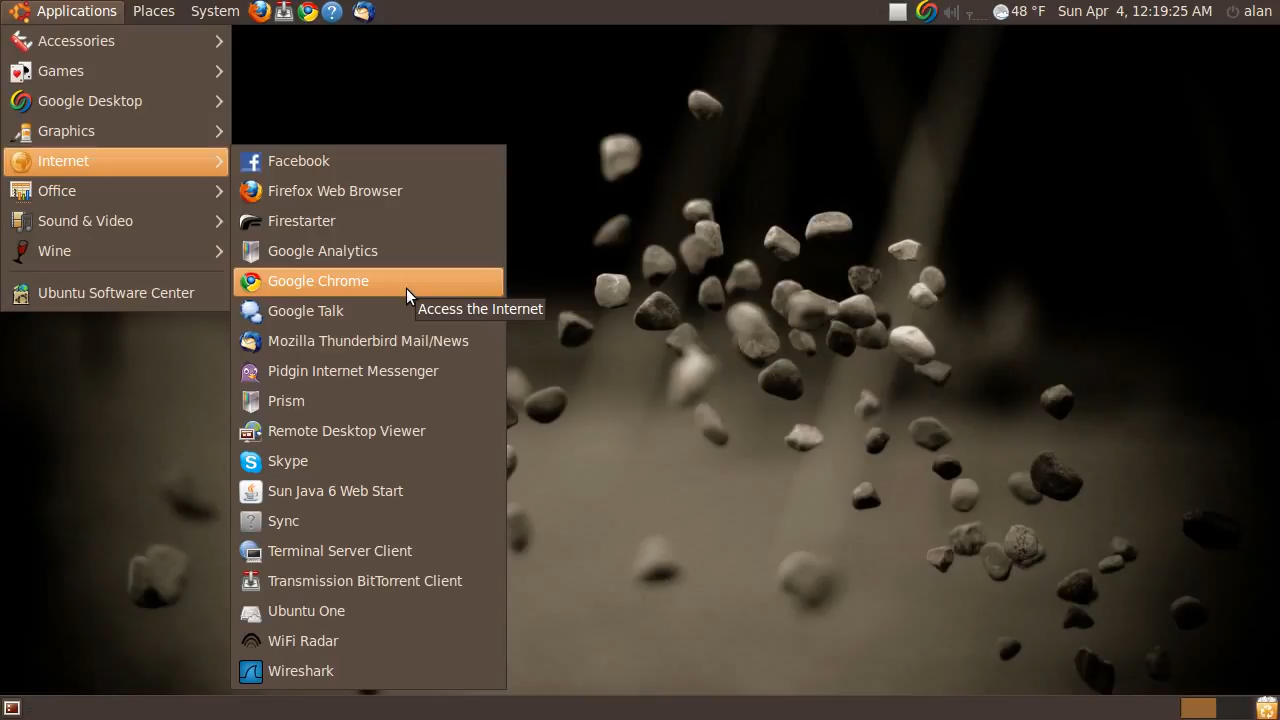 Applications Places System 48 °F Sun Apr 4, 12:19:25 AM alan
Accessories
Games
Google Desktop
Graphics
Internet
Office
Sound & Video
Wine
Ubuntu Software Center
Facebook
Firefox Web Browser
Firestarter
Google Analytics
Google Chrome
Google Talk
Access the Internet
Mozilla Thunderbird Mail/News
Pidgin Internet Messenger
Prism
Remote Desktop Viewer
Skype
Sun Java 6 Web Start
Sync
Terminal Server Client
Transmission BitTorrent Client
Ubuntu One
WiFi Radar
Wireshark